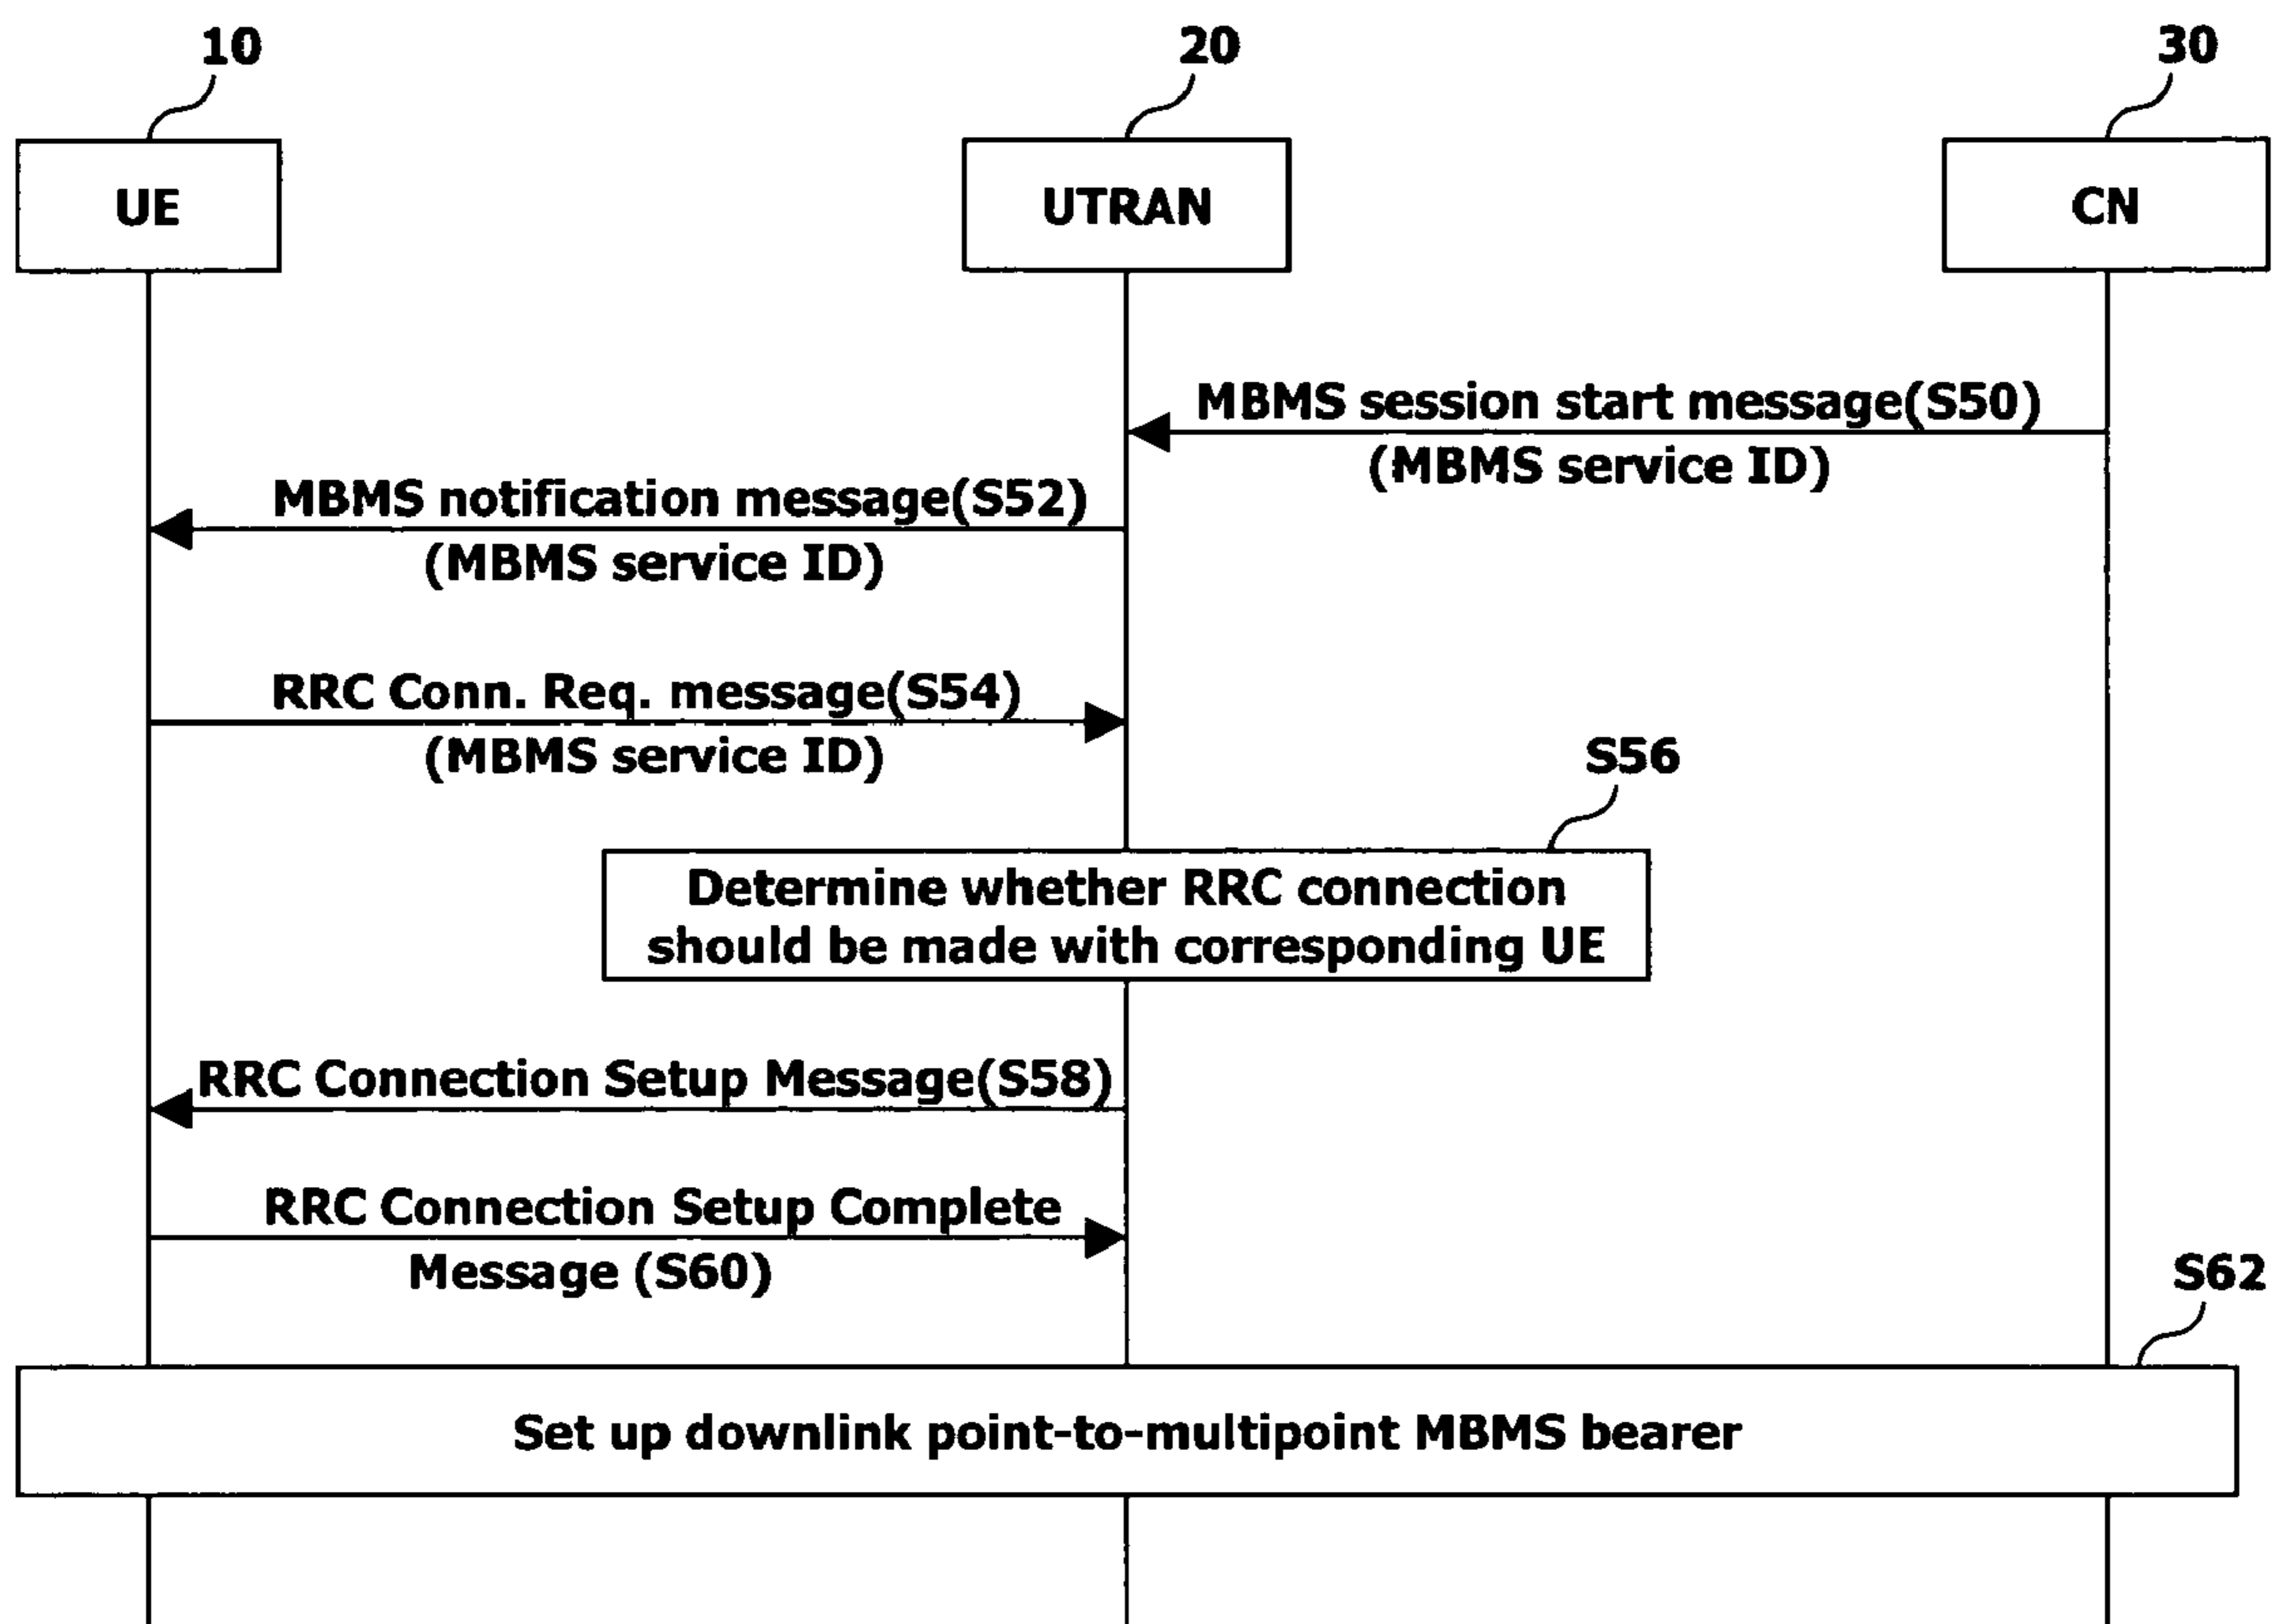 10
20
30
UE
UTRAN
CN
MBMS session start message(S50)
(MBMS service ID)
MBMS notification message(S52)
(MBMS service ID)
RRC Conn. Req. message(S54)
(MBMS service ID)
S56
Determine whether RRC connection
should be made with corresponding UE
RRC Connection Setup Message(S58)
RRC Connection Setup Complete
Message (S60)
S62
Set up downlink point-to-multipoint MBMS bearer